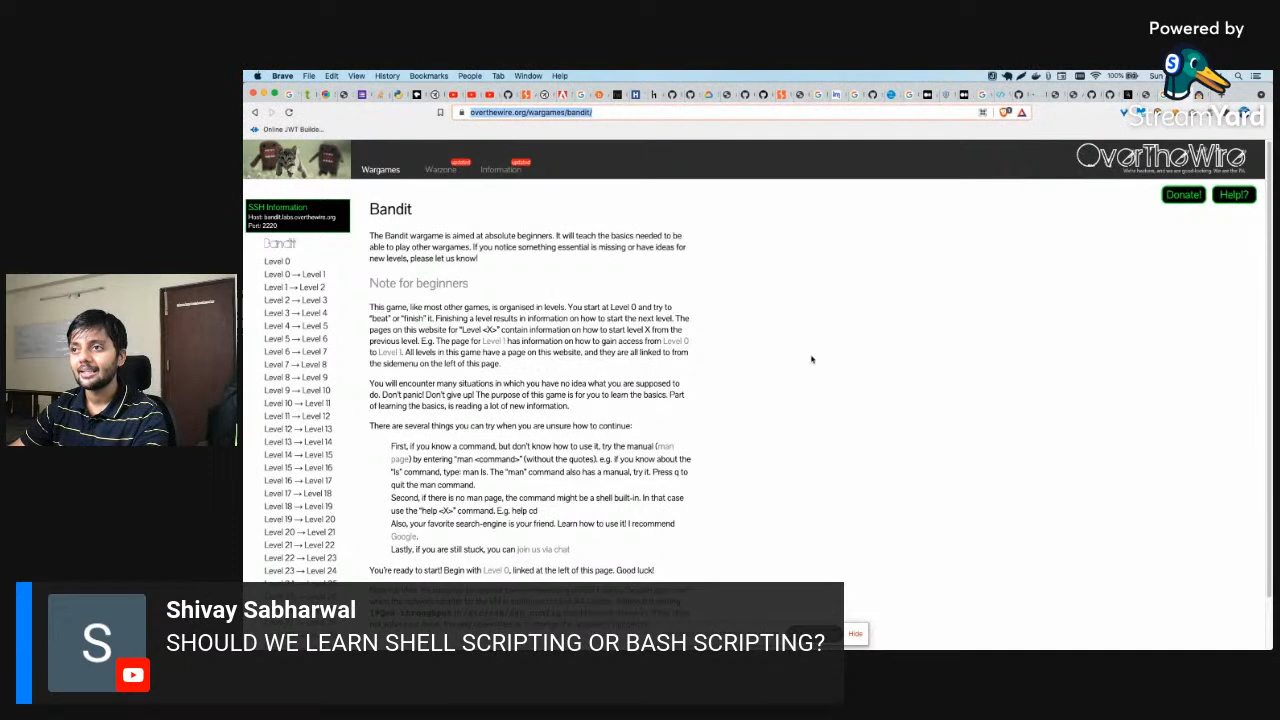 Powered by
S
StreamYard
Brave File Edit View History Bookmarks People Tab Window Help
100%
Sun
overthewire.org/wargames/bandit/
Online JWT Builde...
Wargames
Warzone
updated
Information
updated
OverTheWire
We're hackers, and we are good-looking. We are the 1%.
Donate!
Help!?
SSH Information
Host: bandit.labs.overthewire.org
Port: 2220
Bandit
Level 0
Level 0 → Level 1
Level 1 → Level 2
Level 2 → Level 3
Level 3 → Level 4
Level 4 → Level 5
Level 5 → Level 6
Level 6 → Level 7
Level 7 → Level 8
Level 8 → Level 9
Level 9 → Level 10
Level 10 → Level 11
Level 11 → Level 12
Level 12 → Level 13
Level 13 → Level 14
Level 14 → Level 15
Level 15 → Level 16
Level 16 → Level 17
Level 17 → Level 18
Level 18 → Level 19
Level 19 → Level 20
Level 20 → Level 21
Level 21 → Level 22
Level 22 → Level 23
Level 23 → Level 24
Bandit
The Bandit wargame is aimed at absolute beginners. It will teach the basics needed to be
able to play other wargames. If you notice something essential is missing or have ideas for
new levels, please let us know!
Note for beginners
This game, like most other games, is organised in levels. You start at Level 0 and try to
"beat" or "finish" it. Finishing a level results in information on how to start the next level. The
pages on this website for "Level <X>" contain information on how to start level X from the
previous level. E.g. The page for Level 1 has information on how to gain access from Level 0
to Level 1. All levels in this game have a page on this website, and they are all linked to from
the sidemenu on the left of this page.
You will encounter many situations in which you have no idea what you are supposed to
do. Don't panic! Don't give up! The purpose of this game is for you to learn the basics. Part
of learning the basics, is reading a lot of new information.
There are several things you can try when you are unsure how to continue:
First, if you know a command, but don't know how to use it, try the manual (man
page) by entering "man <command>" (without the quotes). e.g. if you know about the
"ls" command, type: man ls. The "man" command also has a manual, try it. Press q to
quit the man command.
Second, if there is no man page, the command might be a shell built-in. In that case
use the "help <X>" command. E.g. help cd
Also, your favorite search-engine is your friend. Learn how to use it! I recommend
Google.
Lastly, if you are still stuck, you can join us via chat
You're ready to start! Begin with Level 0, linked at the left of this page. Good luck!
Hide
S
Shivay Sabharwal
SHOULD WE LEARN SHELL SCRIPTING OR BASH SCRIPTING?